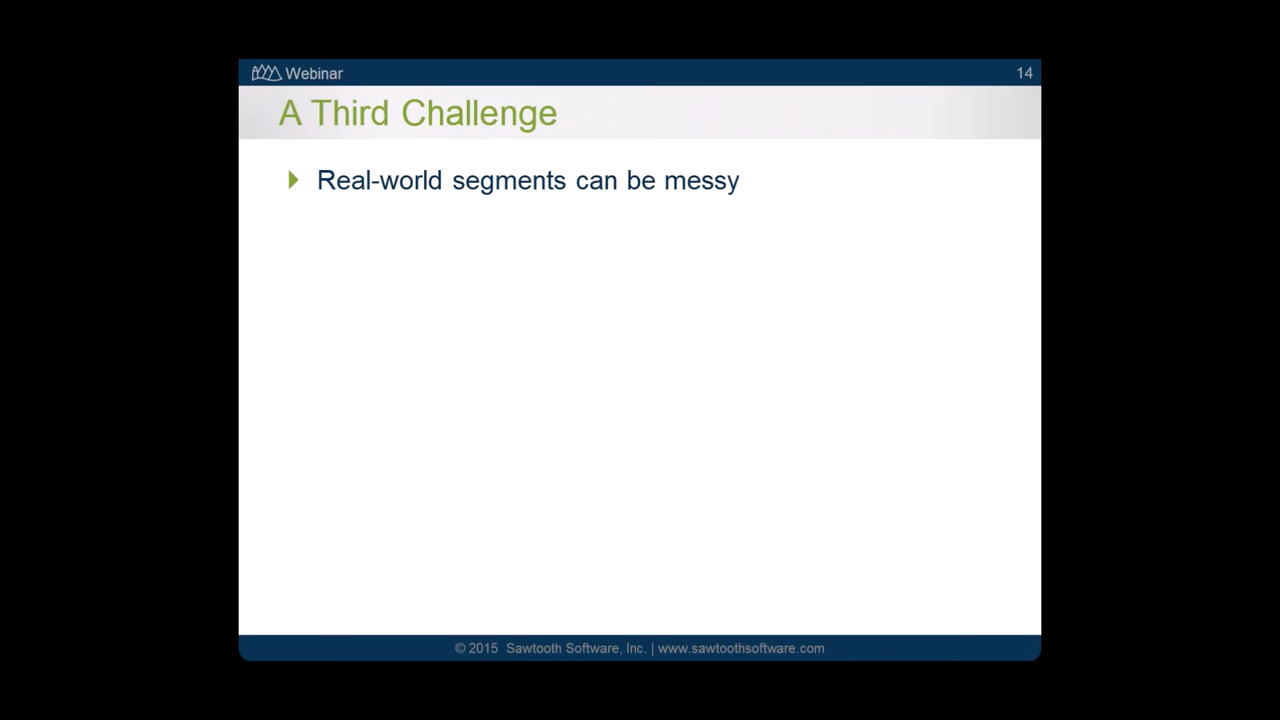 Webinar
14
A Third Challenge
Real-world segments can be messy
© 2015 Sawtooth Software, Inc. | www.sawtoothsoftware.com